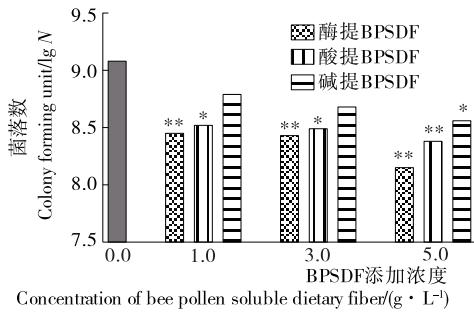 9.5
9.0
8.5
8.0
7.5
菌落数
Colony forming unit/lg N
酶提BPSDF
酸提BPSDF
碱提BPSDF
** *
** *
** ** *
0.0 1.0 3.0 5.0
BPSDF添加浓度
Concentration of bee pollen soluble dietary fiber/(g·L⁻¹)